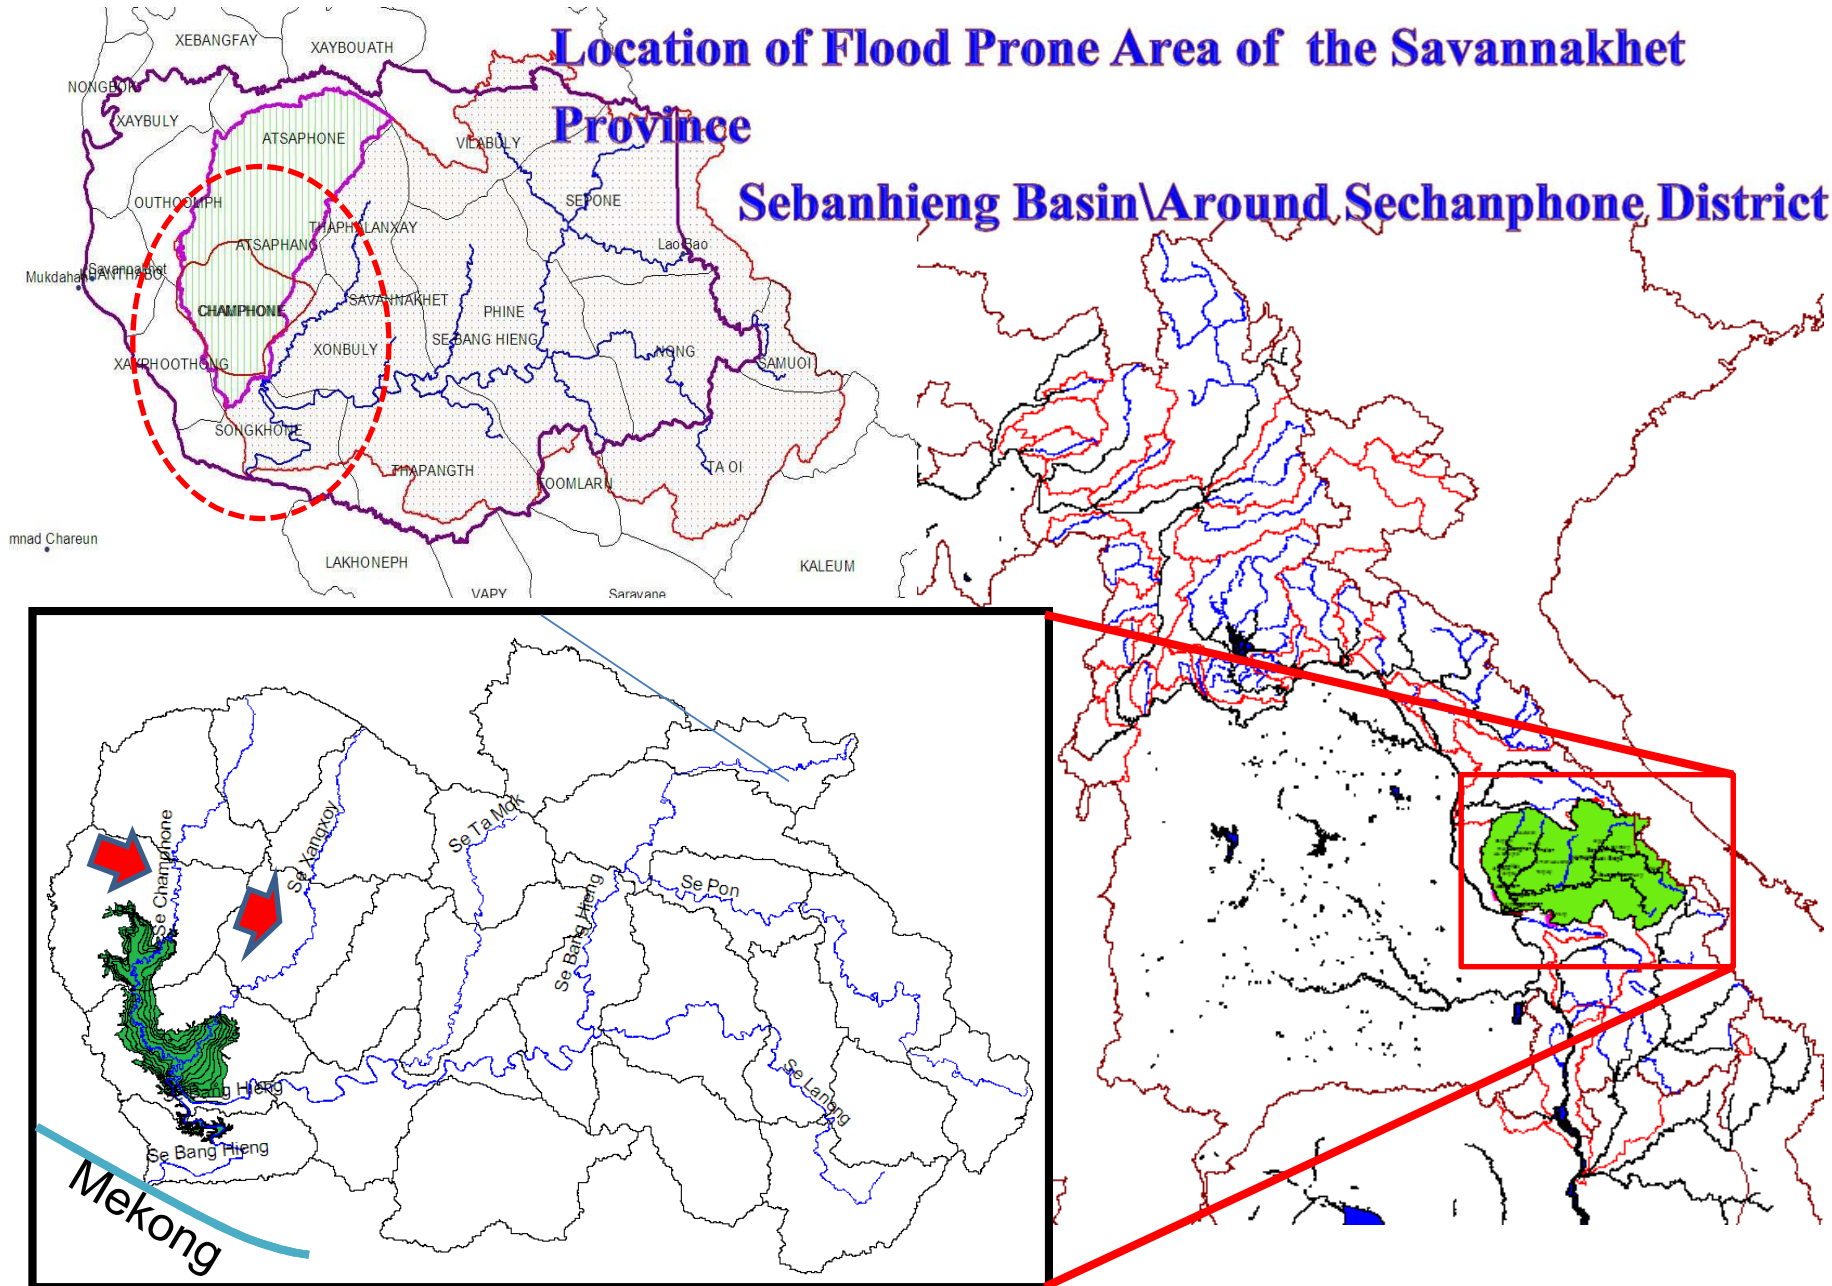 Location of Flood Prone Area of the Savannakhet
Province
Sebanhieng Basin\Around Sechanphone District
XEBANGFAY
XAYBOUATH
NONGBOK
XAYBULY
ATSAPHONE
VILABULY
OUTHOOMPH
SEPONE
THAPHALANXAY
ATSAPHANG
Lao Bao
Savannakhet
Mukdahan
KHANTHABO
SAVANNAKHET
CHAMPHONE
PHINE
SE BANG HIENG
XONBULY
NONG
XAYPHOOTHONG
SAMUOI
SONGKHONE
THAPANGTH
TA OI
TOOMLARN
mnad Chareun
LAKHONEPH
KALEUM
VAPY
Saravane
Se Champhone
Se Xangxoy
Se Ta Mok
Se Pon
Se Bang Hieng
Se Lanong
Se Bang Hieng
Se Bang Hieng
Mekong